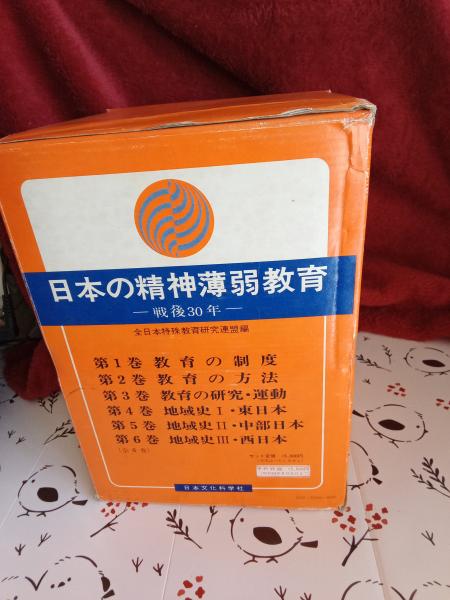 日本の精神薄弱教育
—戦後30年—
全日本特殊教育研究連盟編
第1巻 教育の制度
第2巻 教育の方法
第3巻 教育の研究・運動
第4巻 地域史Ⅰ・東日本
第5巻 地域史Ⅱ・中部日本
第6巻 地域史Ⅲ・西日本
(全6巻)
日本文化科学社